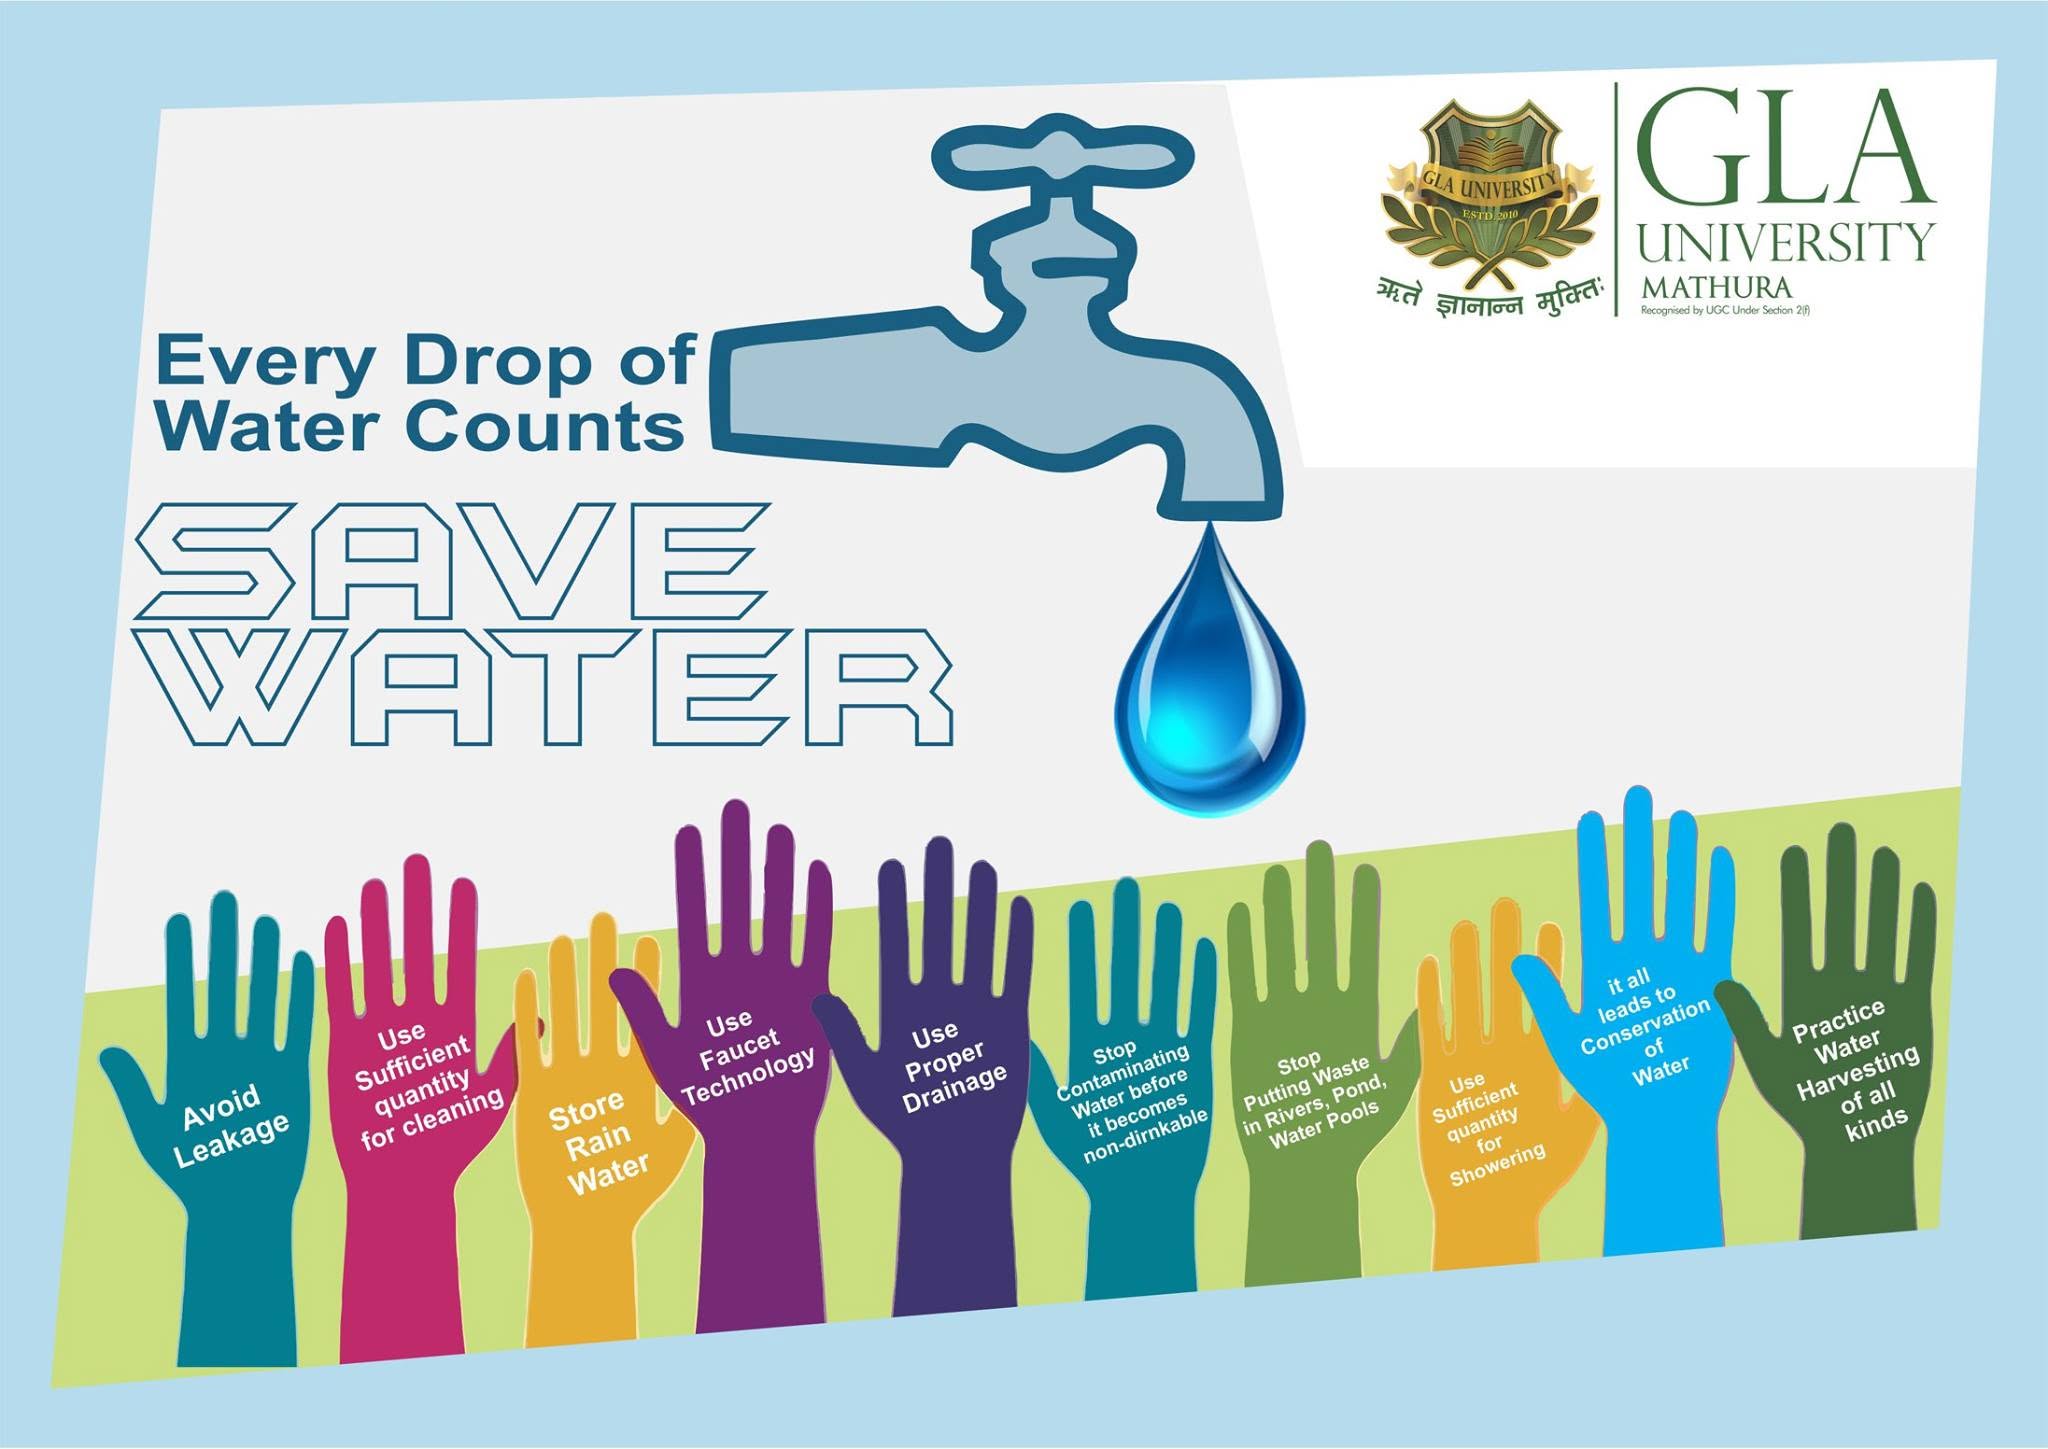 GLA UNIVERSITY
ESTD. 2010
ऋते ज्ञानान्न मुक्तिः
GLA
UNIVERSITY
MATHURA
Recognised by UGC Under Section 2(f)
Every Drop of
Water Counts
SAVE
WATER
Avoid
Leakage
Use
Sufficient
quantity
for cleaning
Store
Rain
Water
Use
Faucet
Technology
Use
Proper
Drainage
Stop
Contaminating
Water before
it becomes
non-dirnkable
Stop
Putting Waste
in Rivers, Pond,
Water Pools
Use
Sufficient
quantity
for
Showering
it all
leads to
Conservation
of
Water
Practice
Water
Harvesting
of all
kinds